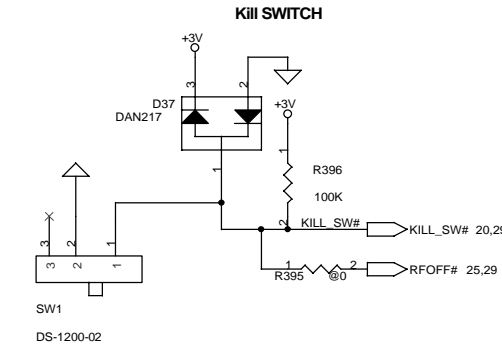 Kill SWITCH
+3V
3
2
D37
DAN217
+3V
1
1
R396
100K
2
KILL_SW#
KILL_SW# 20,29
3
2
1
3
2
1
1
2
RFOFF# 25,29
R395
@0
SW1
DS-1200-02